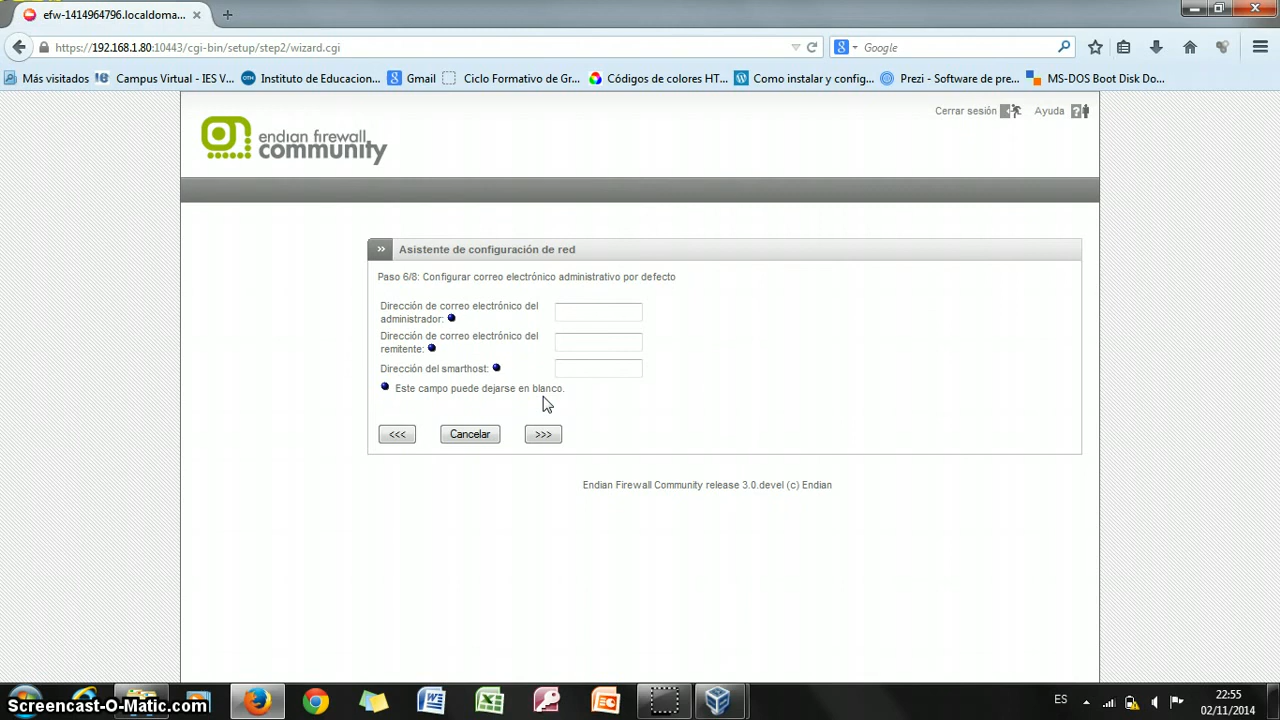 efw-1414964796.localdoma...
https://192.168.1.80:10443/cgi-bin/setup/step2/wizard.cgi
Google
Más visitados
Campus Virtual - IES V...
Instituto de Educacion...
Gmail
Ciclo Formativo de Gr...
Códigos de colores HT...
Como instalar y config...
Prezi - Software de pre...
MS-DOS Boot Disk Do...
Cerrar sesión
Ayuda
endian firewall
community
Asistente de configuración de red
Paso 6/8: Configurar correo electrónico administrativo por defecto
Dirección de correo electrónico del
administrador:
Dirección de correo electrónico del
remitente:
Dirección del smarthost:
Este campo puede dejarse en blanco.
<<<
Cancelar
>>>
Endian Firewall Community release 3.0.devel (c) Endian
Screencast-O-Matic.com
ES
22:55
02/11/2014